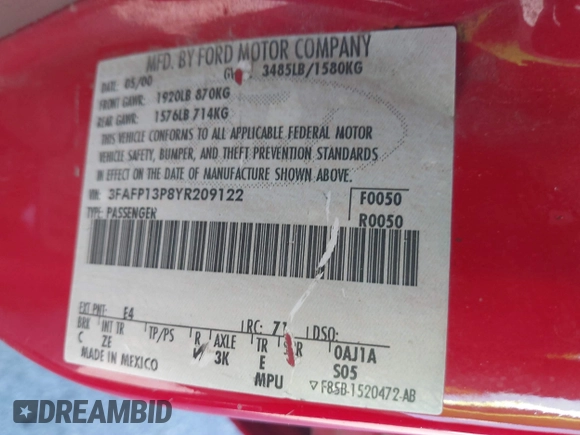 MFD. BY FORD MOTOR COMPANY
DATE: 05/00
3485LB/1580KG
FRONT GAWR: 1920LB 870KG
REAR GAWR: 1576LB 714KG
THIS VEHICLE CONFORMS TO ALL APPLICABLE FEDERAL MOTOR
VEHICLE SAFETY, BUMPER, AND THEFT PREVENTION STANDARDS
IN EFFECT ON THE DATE OF MANUFACTURE SHOWN ABOVE.
VIN: 3FAFP13P8YR209122
F0050
TYPE: PASSENGER
R0050
EXT PNT: E4
RC: 71
DSO:
BRK INT TR TP/PS R AXLE TR SPR
C ZE 3K E 0AJ1A
MADE IN MEXICO
MPU
S05
F85B-1520472-AB
DREAMBID